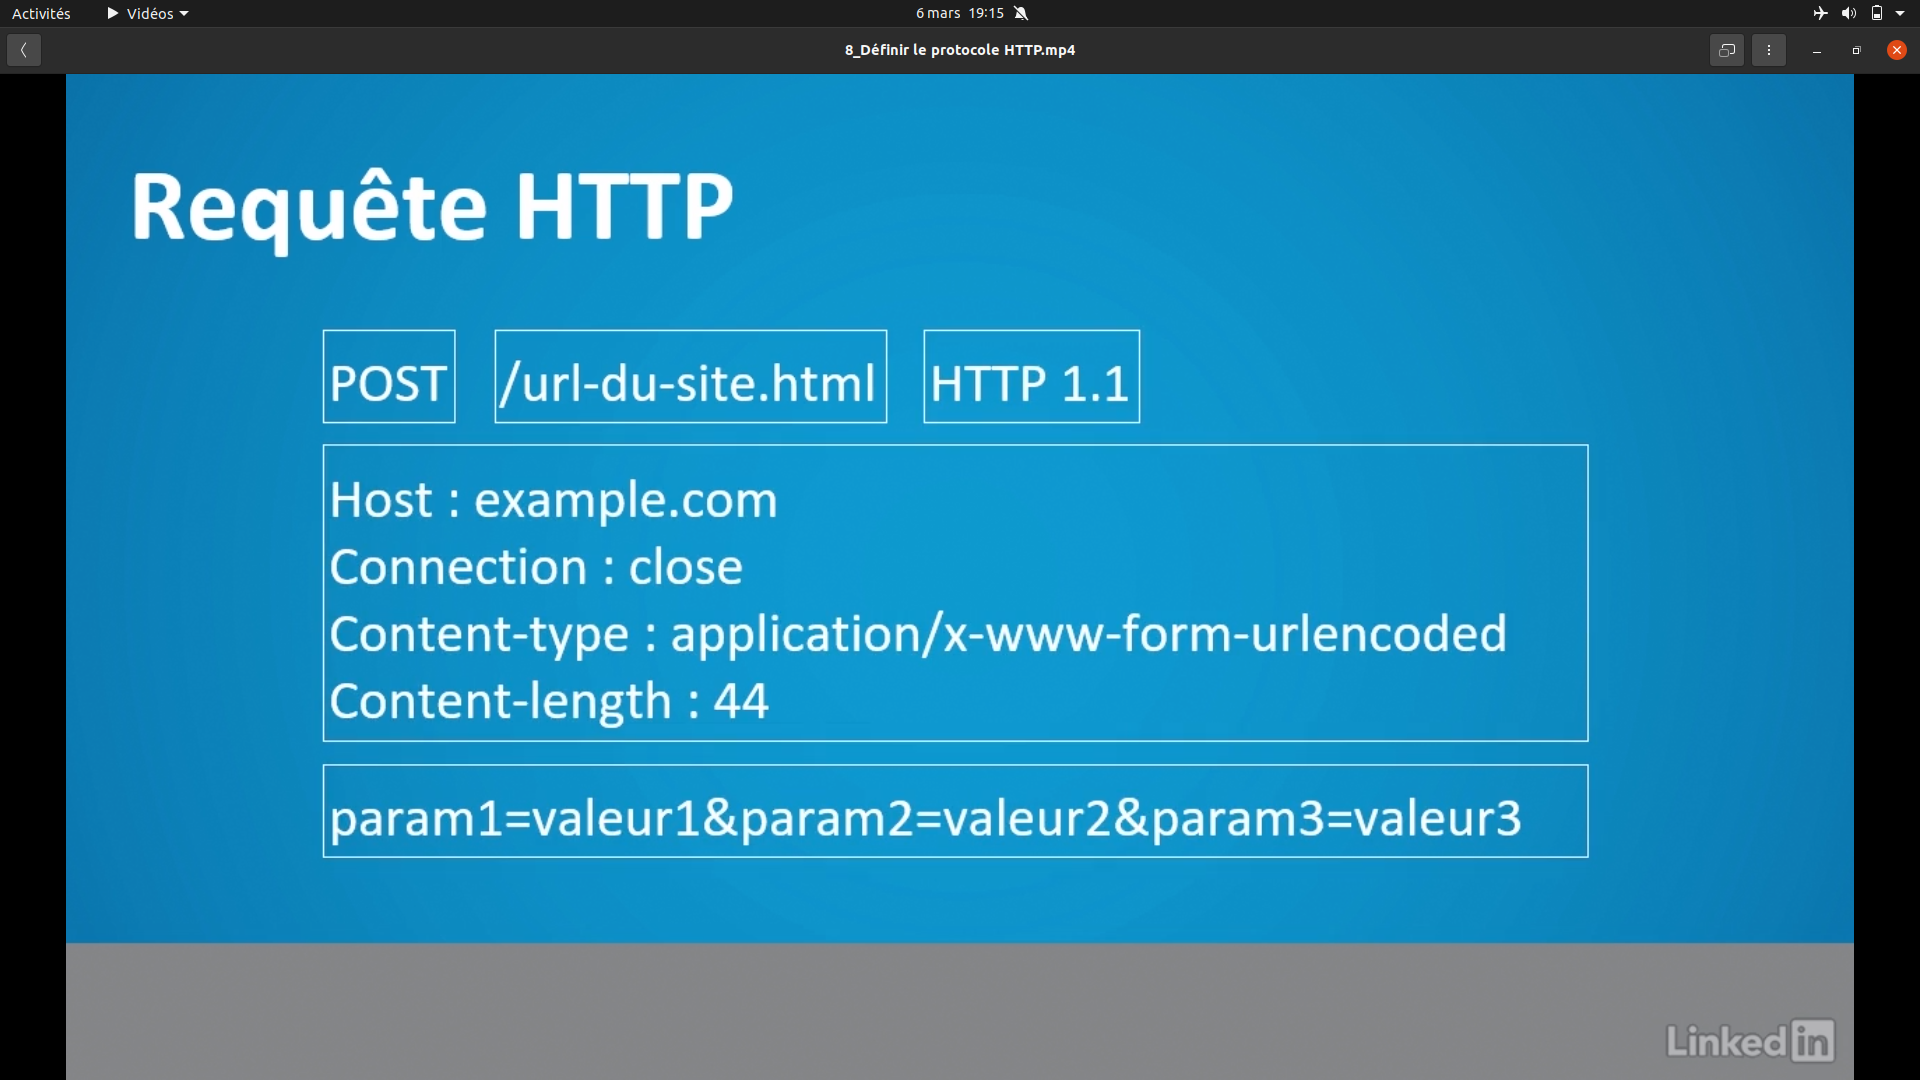 Activités Vidéos 6 mars 19:15
8_Définir le protocole HTTP.mp4
Requête HTTP
POST /url-du-site.html HTTP 1.1
Host : example.com
Connection : close
Content-type : application/x-www-form-urlencoded
Content-length : 44
param1=valeur1&param2=valeur2&param3=valeur3
Linked in